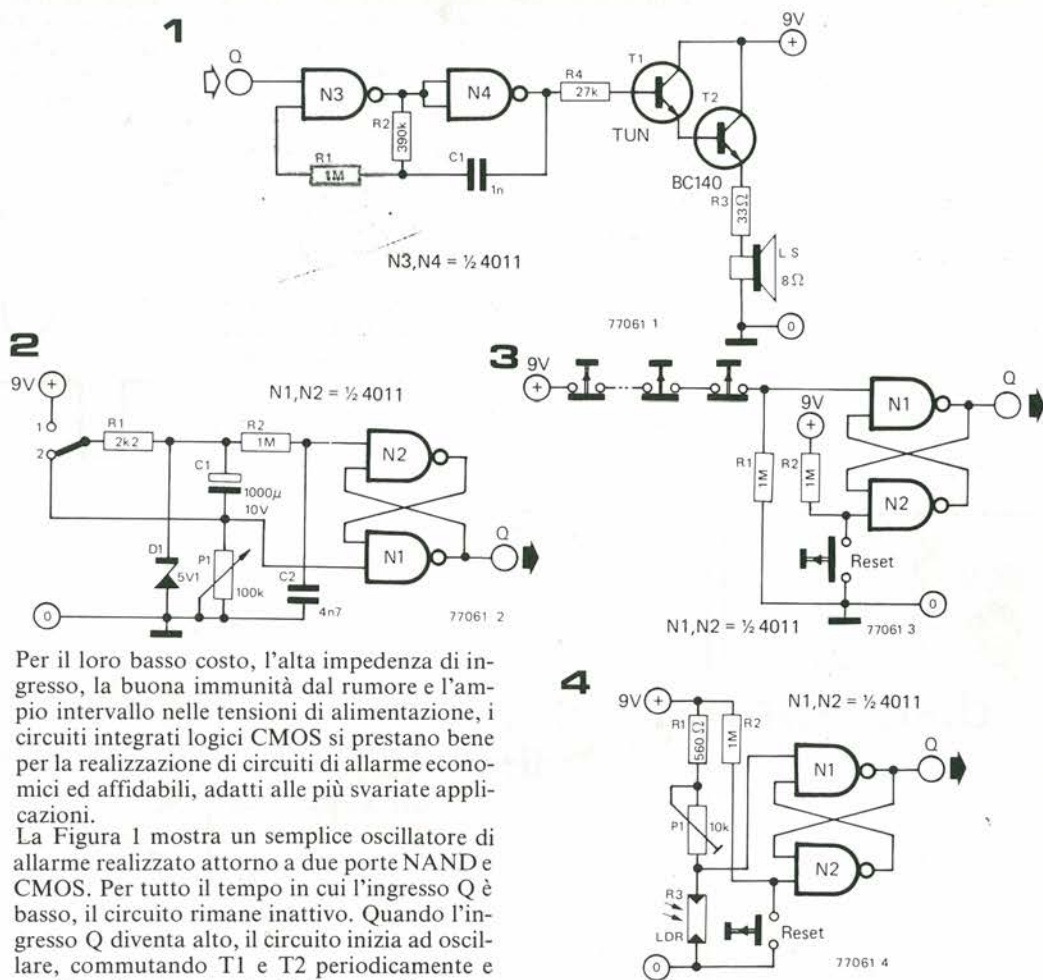 1
Q
N3
N4
R4
27k
T1
TUN
T2
BC140
9V
+
R2
390k
R1
1M
C1
1n
R3
33Ω
LS
8Ω
0
N3,N4 = ½ 4011
77061 1
2
9V
+
1
2
R1
2k2
R2
1M
N1,N2 = ½ 4011
C1
1000µ
10V
N2
N1
Q
D1
5V1
P1
100k
C2
4n7
0
77061 2
3
9V
+
N1
Q
+
R1
1M
R2
1M
N2
Reset
0
N1,N2 = ½ 4011
77061 3
Per il loro basso costo, l'alta impedenza di in-
gresso, la buona immunità dal rumore e l'am-
pio intervallo nelle tensioni di alimentazione, i
circuiti integrati logici CMOS si prestano bene
per la realizzazione di circuiti di allarme econo-
mici ed affidabili, adatti alle più svariate appli-
cazioni.
La Figura 1 mostra un semplice oscillatore di
allarme realizzato attorno a due porte NAND e
CMOS. Per tutto il tempo in cui l'ingresso Q è
basso, il circuito rimane inattivo. Quando l'in-
gresso Q diventa alto, il circuito inizia ad oscil-
lare, commutando T1 e T2 periodicamente e
4
9V
+
N1,N2 = ½ 4011
R1
560Ω
R2
1M
N1
Q
P1
10k
N2
R3
LDR
Reset
0
77061 4